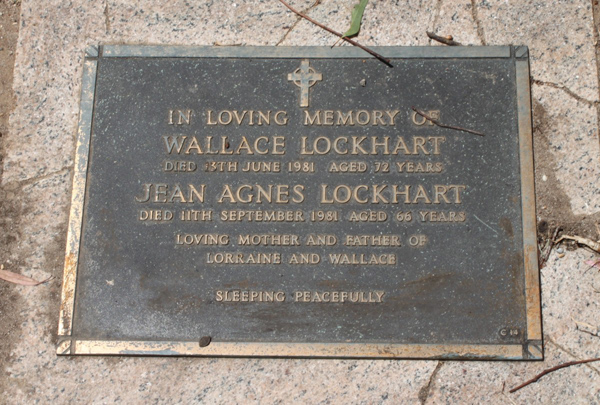 IN LOVING MEMORY OF
WALLACE LOCKHART
DIED 13TH JUNE 1981 AGED 72 YEARS
JEAN AGNES LOCKHART
DIED 11TH SEPTEMBER 1981 AGED 66 YEARS
LOVING MOTHER AND FATHER OF
LORRAINE AND WALLACE
SLEEPING PEACEFULLY